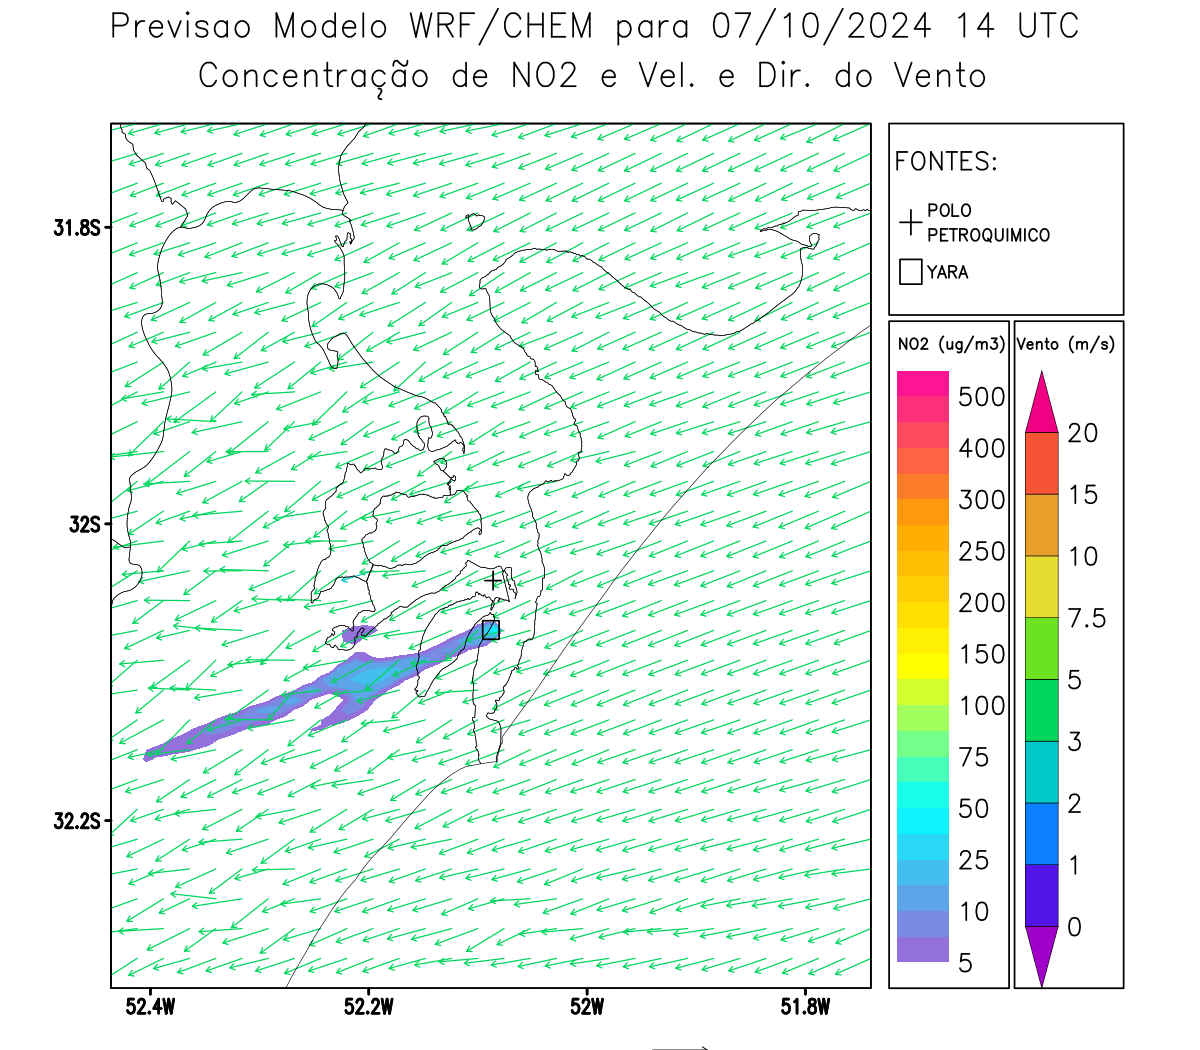 Previsao Modelo WRF/CHEM para 07/10/2024 14 UTC
Concentração de NO2 e Vel. e Dir. do Vento
FONTES:
POLO
PETROQUIMICO
YARA
31.8S
32S
32.2S
52.4W
52.2W
52W
51.8W
NO2 (ug/m3)
500
400
300
250
200
150
100
75
50
25
10
5
Vento (m/s)
20
15
10
7.5
5
3
2
1
0